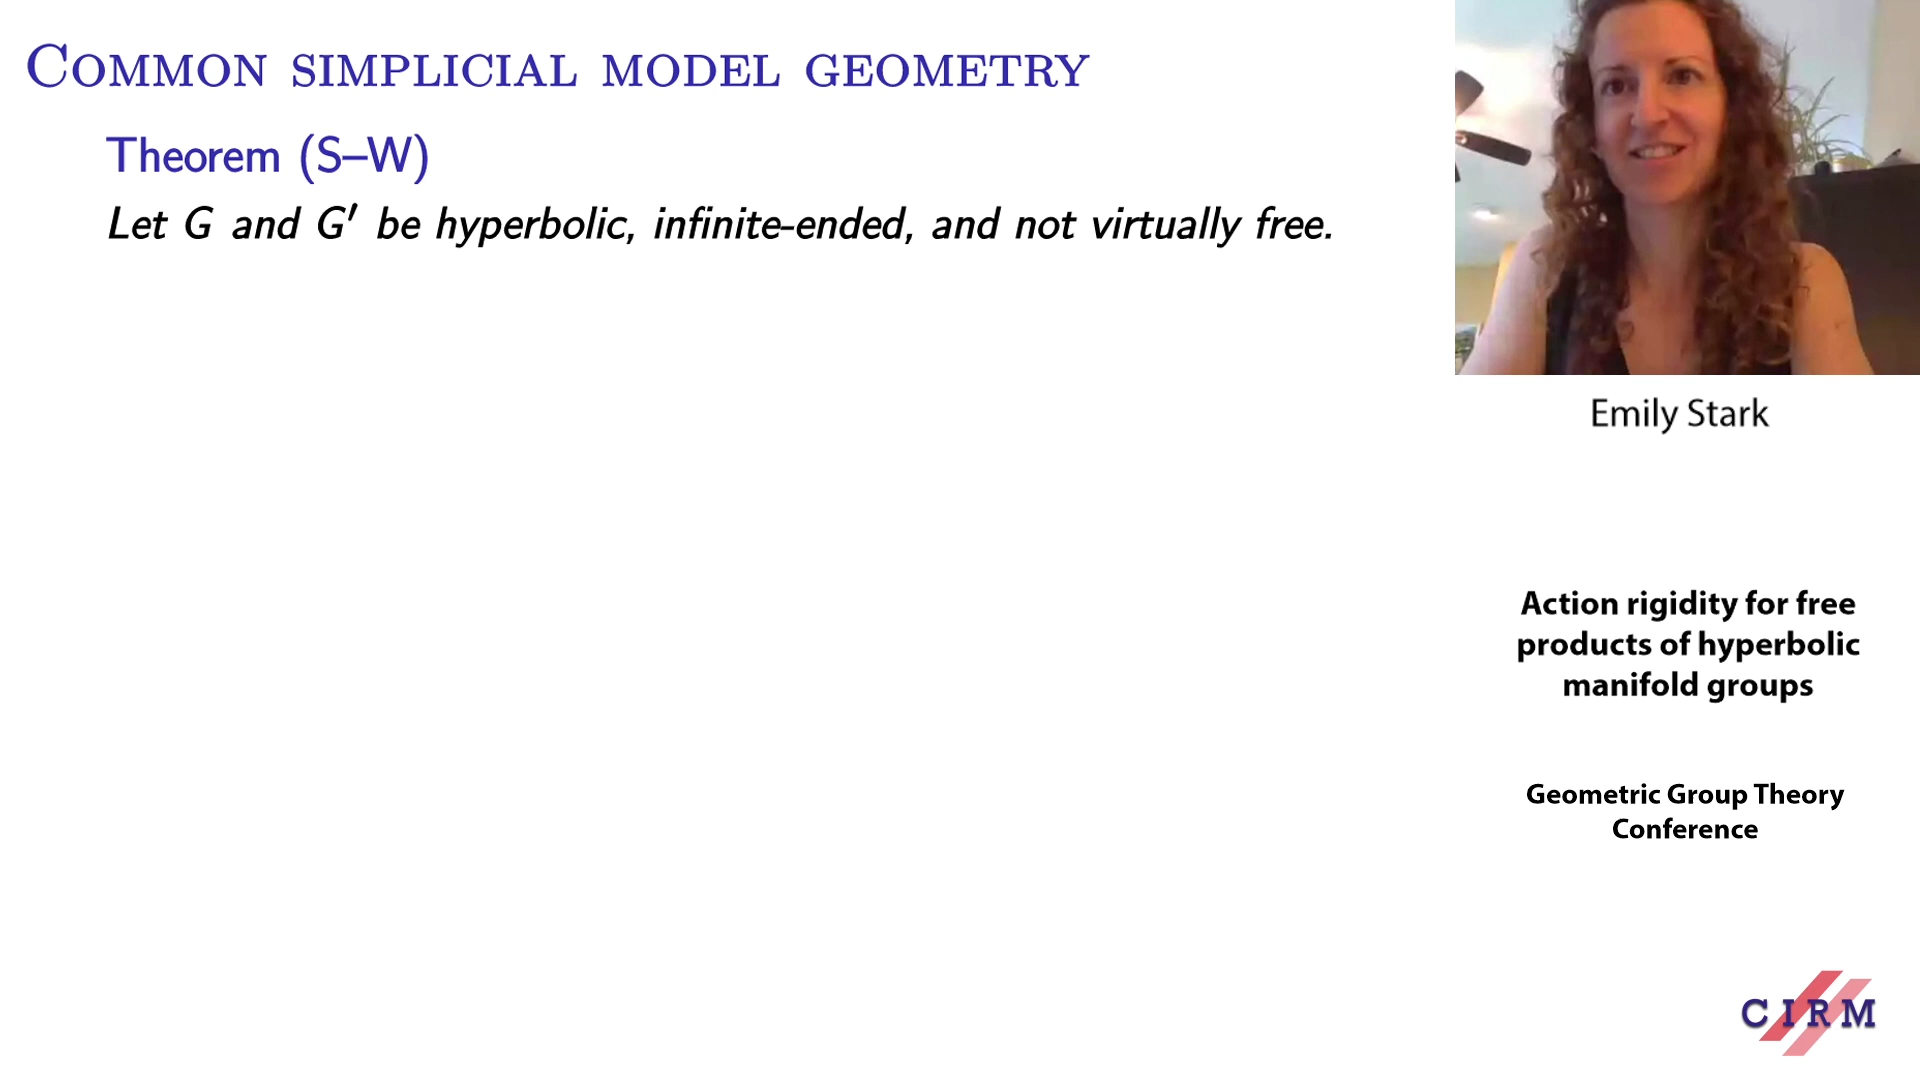 Common simplicial model geometry
Theorem (S–W)
Let G and G′ be hyperbolic, infinite-ended, and not virtually free.
Emily Stark
Action rigidity for free
products of hyperbolic
manifold groups
Geometric Group Theory
Conference
CIRM